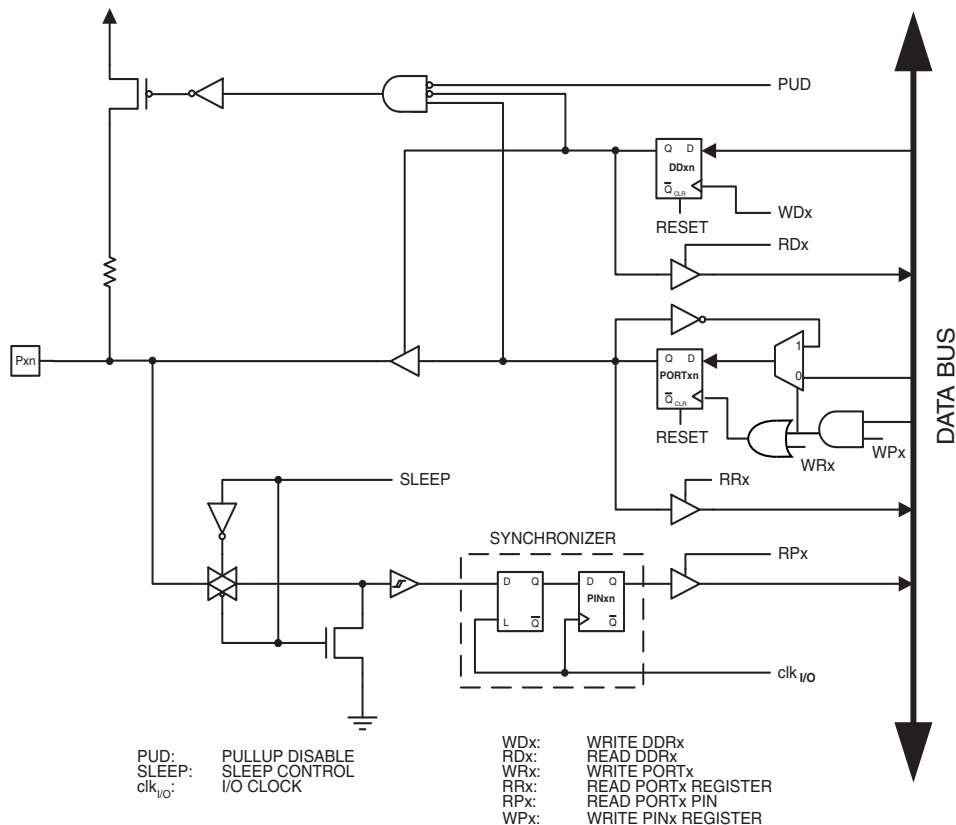 PUD
Q D
DDxn
Q CLR
WDx
RESET
RDx
Pxn
1
Q D
PORTxn
0
Q CLR
RESET
WRx
WPx
RRx
DATA BUS
SLEEP
SYNCHRONIZER
RPx
D Q
D Q
PINxn
L Q
Q
clk I/O
PUD: PULLUP DISABLE
SLEEP: SLEEP CONTROL
clkI/O: I/O CLOCK
WDx: WRITE DDRx
RDx: READ DDRx
WRx: WRITE PORTx
RRx: READ PORTx REGISTER
RPx: READ PORTx PIN
WPx: WRITE PINx REGISTER